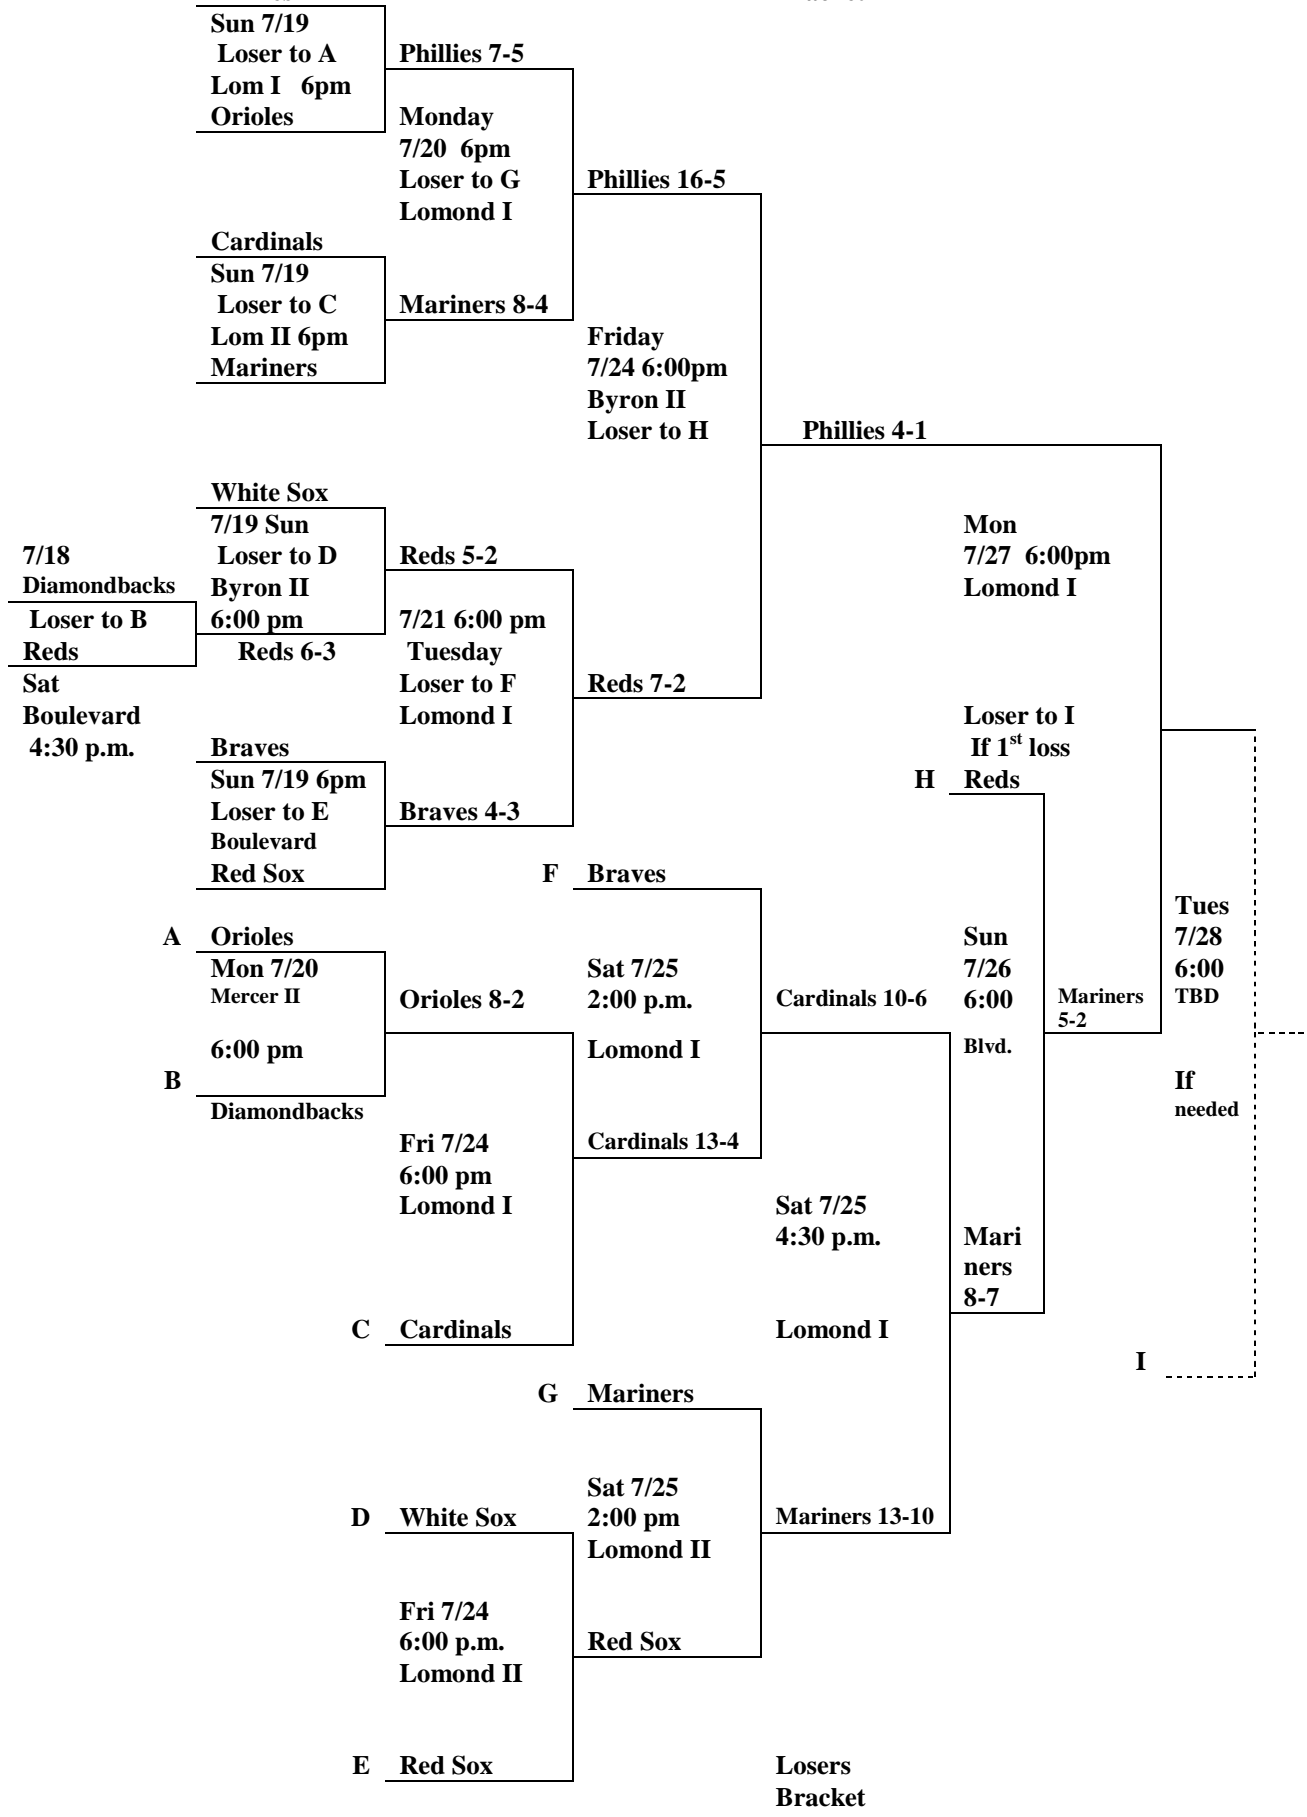 Sun 7/19
Loser to A
Lom I 6pm
Orioles
Phillies 7-5
Monday
7/20 6pm
Loser to G
Lomond I
Phillies 16-5
Cardinals
Sun 7/19
Loser to C
Lom II 6pm
Mariners
Mariners 8-4
Friday
7/24 6:00pm
Byron II
Loser to H
Phillies 4-1
White Sox
7/19 Sun
Loser to D
Byron II
6:00 pm
Reds 6-3
7/18
Diamondbacks
Loser to B
Reds
Sat
Boulevard
4:30 p.m.
Reds 5-2
7/21 6:00 pm
Tuesday
Loser to F
Lomond I
Reds 7-2
Braves
Sun 7/19 6pm
Loser to E
Boulevard
Red Sox
Braves 4-3
Mon
7/27 6:00pm
Lomond I
Loser to I
If 1st loss
H Reds
F Braves
A Orioles
Mon 7/20
Mercer II
6:00 pm
B
Diamondbacks
Orioles 8-2
Sat 7/25
2:00 p.m.
Lomond I
Cardinals 10-6
Sun
7/26
6:00
Blvd.
Mariners
5-2
Tues
7/28
6:00
TBD
If
needed
Fri 7/24
6:00 pm
Lomond I
Cardinals 13-4
Sat 7/25
4:30 p.m.
Lomond I
Mari
ners
8-7
C Cardinals
I
G Mariners
D White Sox
Sat 7/25
2:00 pm
Lomond II
Mariners 13-10
Fri 7/24
6:00 p.m.
Lomond II
Red Sox
E Red Sox
Losers
Bracket